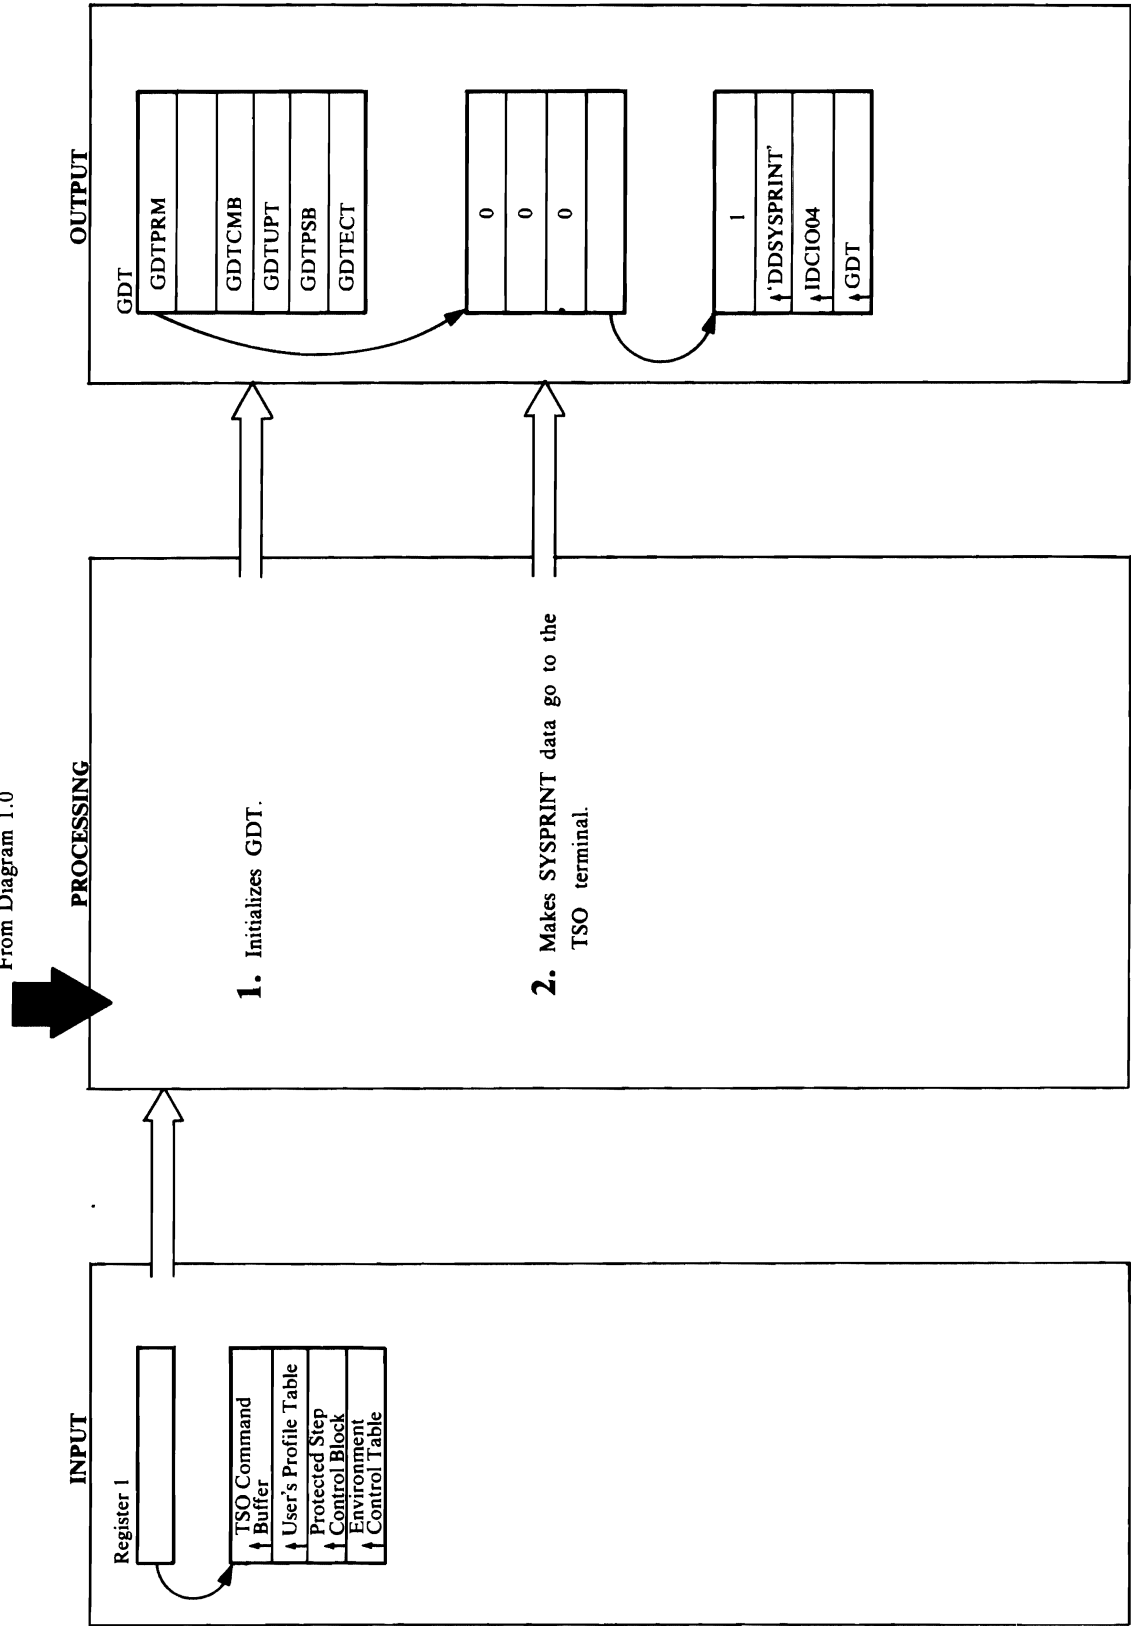 From Diagram 1.0
INPUT
Register 1
TSO Command
Buffer
User's Profile Table
Protected Step
Control Block
Environment
Control Table
PROCESSING
1. Initializes GDT.
2. Makes SYSPRINT data go to the
TSO terminal.
OUTPUT
GDT
GDTPRM
GDTCMB
GDTUPT
GDTPSB
GDTECT
0
0
0
1
'DDSYSPRINT'
IDCIO04
GDT